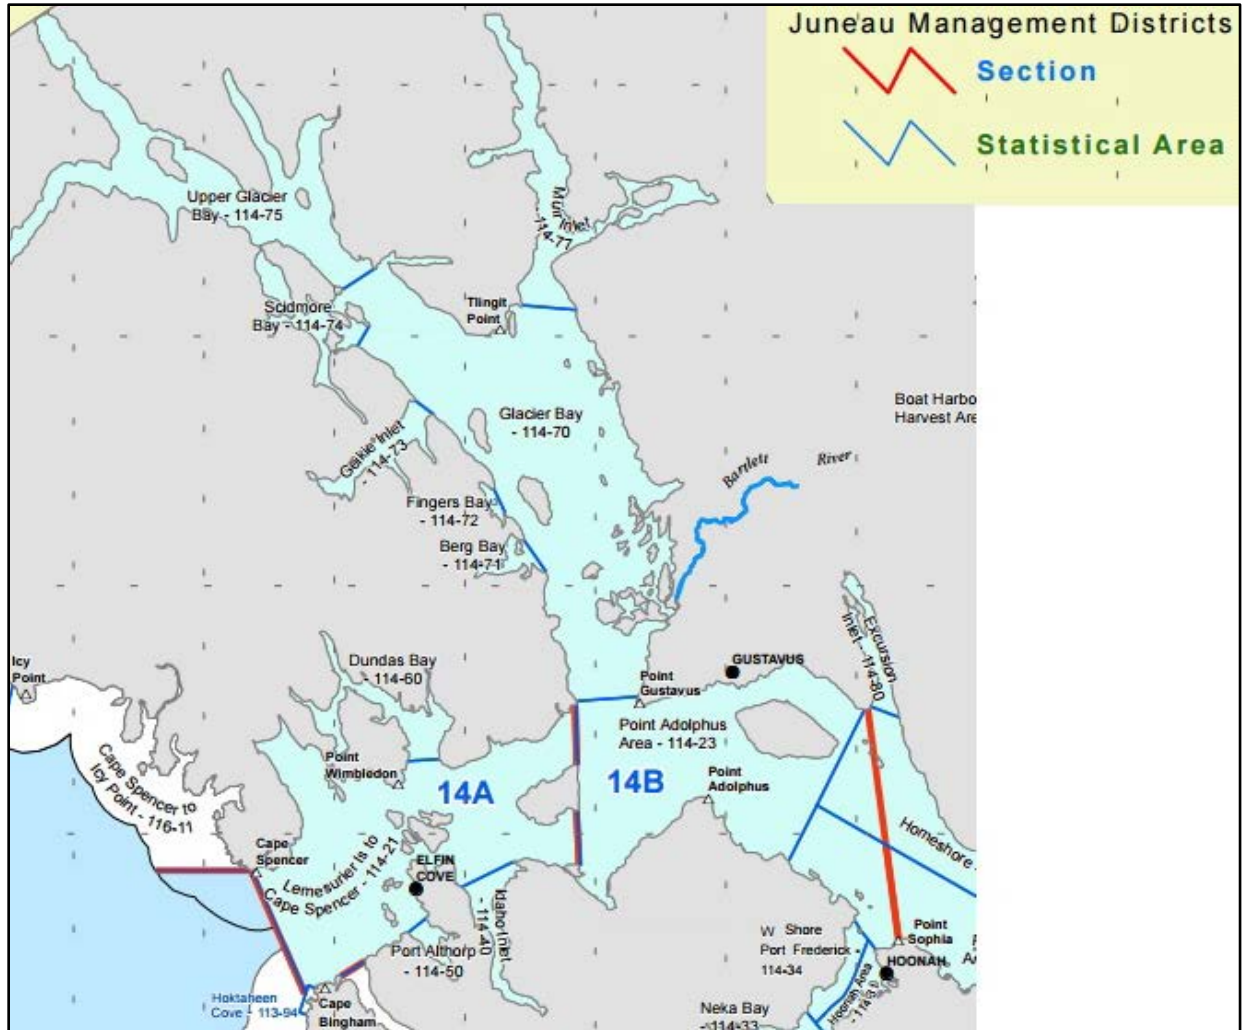 Juneau Management Districts
Section
Statistical Area
Upper Glacier
Bay - 114-75
Muir Inlet
- 114-77
Scidmore
Bay - 114-74
Tlingit
Point
Boat Harbo
Harvest Are
Glacier Bay
- 114-70
Geikie Inlet
- 114-73
Bartlett River
Fingers Bay
- 114-72
Berg Bay
- 114-71
Excursion
Inlet - 114-80
Icy
Point
Dundas Bay
- 114-60
GUSTAVUS
Point
Gustavus
Point Adolphus
Area - 114-23
Point
Wimbledon
14A
14B
Point
Adolphus
Cape Spencer to
Icy Point - 116-11
Homeshore
Cape
Spencer
Lemesurier Is to
Cape Spencer - 114-21
ELFIN
COVE
Idaho Inlet
- 114-40
Port Althorp
- 114-50
W Shore
Port Frederick
114-34
Point
Sophia
HOONAH
Hoonah Area
Hoktaheen
Cove - 113-94
Cape
Bingham
Neka Bay
- 114-33